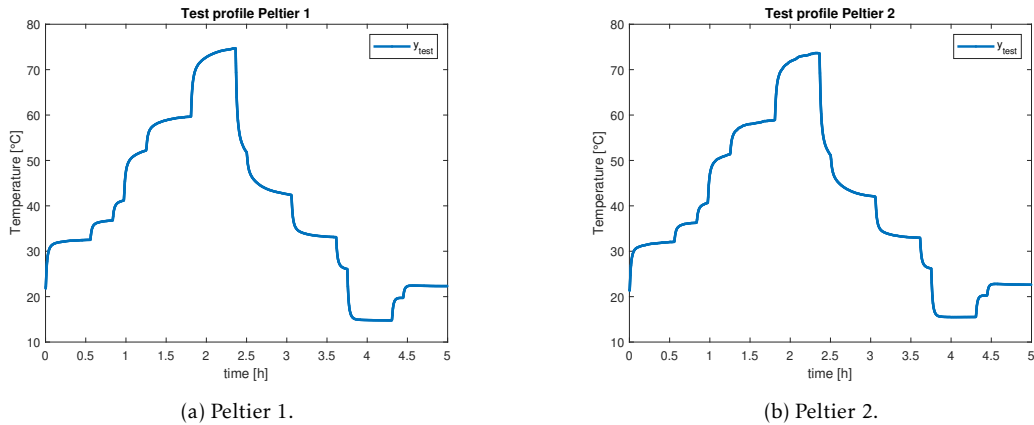 Test profile Peltier 1
y_test
Temperature [°C]
80
70
60
50
40
30
20
10
0 0.5 1 1.5 2 2.5 3 3.5 4 4.5 5
time [h]
(a) Peltier 1.
Test profile Peltier 2
y_test
Temperature [°C]
80
70
60
50
40
30
20
10
0 0.5 1 1.5 2 2.5 3 3.5 4 4.5 5
time [h]
(b) Peltier 2.